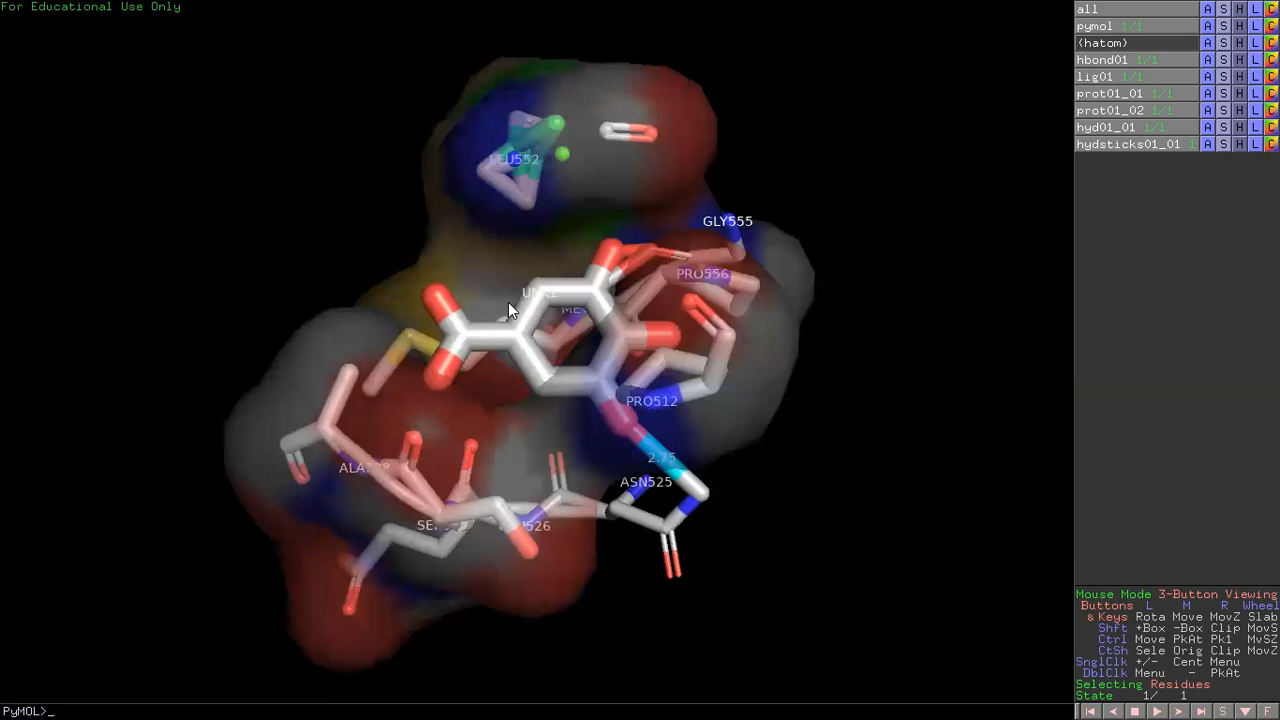 For Educational Use Only
all A S H L C
pymol 1/1 A S H L C
(hatom) A S H L C
hbond01 1/1 A S H L C
lig01 1/1 A S H L C
prot01_01 1/1 A S H L C
prot01_02 1/1 A S H L C
hyd01_01 1/1 A S H L C
hydsticks01_01 1 A S H L C
LEU552
GLY555
PRO556
PRO512
2.75
ASN525
Mouse Mode 3-Button Viewing
Buttons L M R Wheel
& Keys Rota Move MovZ Slab
Shft +Box -Box Clip MovS
Ctrl Move PkAt Pk1 MvSZ
CtSh Sele Orig Clip MovZ
SnglClk +/- Cent Menu
DblClk Menu PkAt
Selecting Residues
State 1/ 1
PyMOL>_
S F